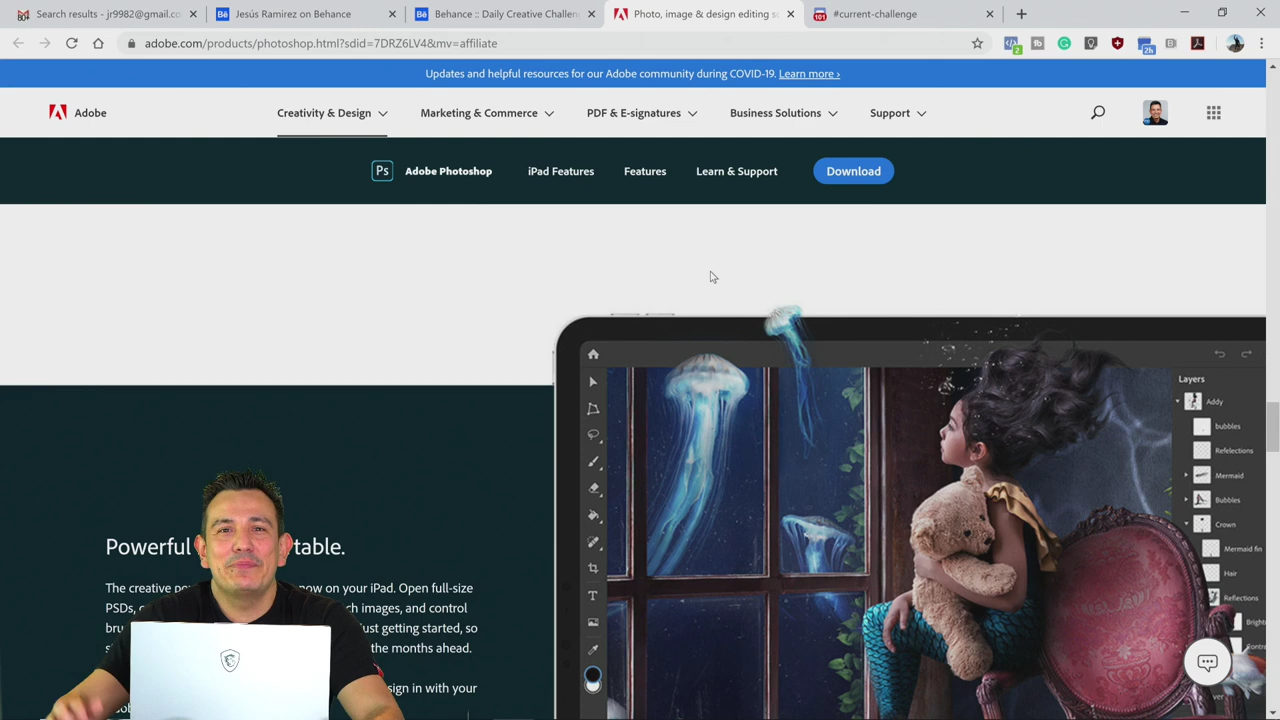 Search results - jr9982@gmail.co
Jesús Ramirez on Behance
Behance :: Daily Creative Challen
Photo, image & design editing so
#current-challenge
adobe.com/products/photoshop.html?sdid=7DRZ6LV4&mv=affiliate
Updates and helpful resources for our Adobe community during COVID-19. Learn more ›
Adobe
Creativity & Design
Marketing & Commerce
PDF & E-signatures
Business Solutions
Support
Ps
Adobe Photoshop
iPad Features
Features
Learn & Support
Download
Layers
Addy
bubbles
Refelections
Mermaid
Bubbles
Crown
Mermaid fin
Hair
Reflections
Powerful table.
The creative po now on your iPad. Open full-size
PSDs, ch images, and control
bru ust getting started, so
the months ahead.
sign in with your